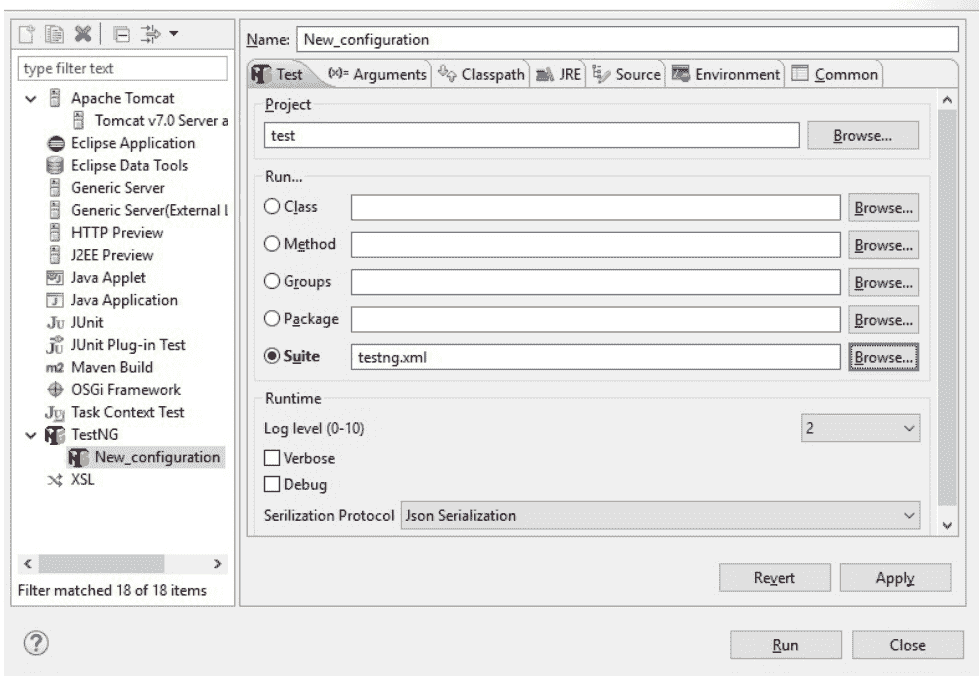 type filter text
Apache Tomcat
Tomcat v7.0 Server a
Eclipse Application
Eclipse Data Tools
Generic Server
Generic Server(External L
HTTP Preview
J2EE Preview
Java Applet
Java Application
Ju JUnit
JU JUnit Plug-in Test
m2 Maven Build
OSGi Framework
Ju Task Context Test
TestNG
New_configuration
XSL
Filter matched 18 of 18 items
Name: New_configuration
Test (x)= Arguments Classpath JRE Source Environment Common
Project
test Browse...
Run...
Class Browse...
Method Browse...
Groups Browse...
Package Browse...
Suite testng.xml Browse...
Runtime
Log level (0-10) 2
Verbose
Debug
Serilization Protocol Json Serialization
Revert Apply
? Run Close